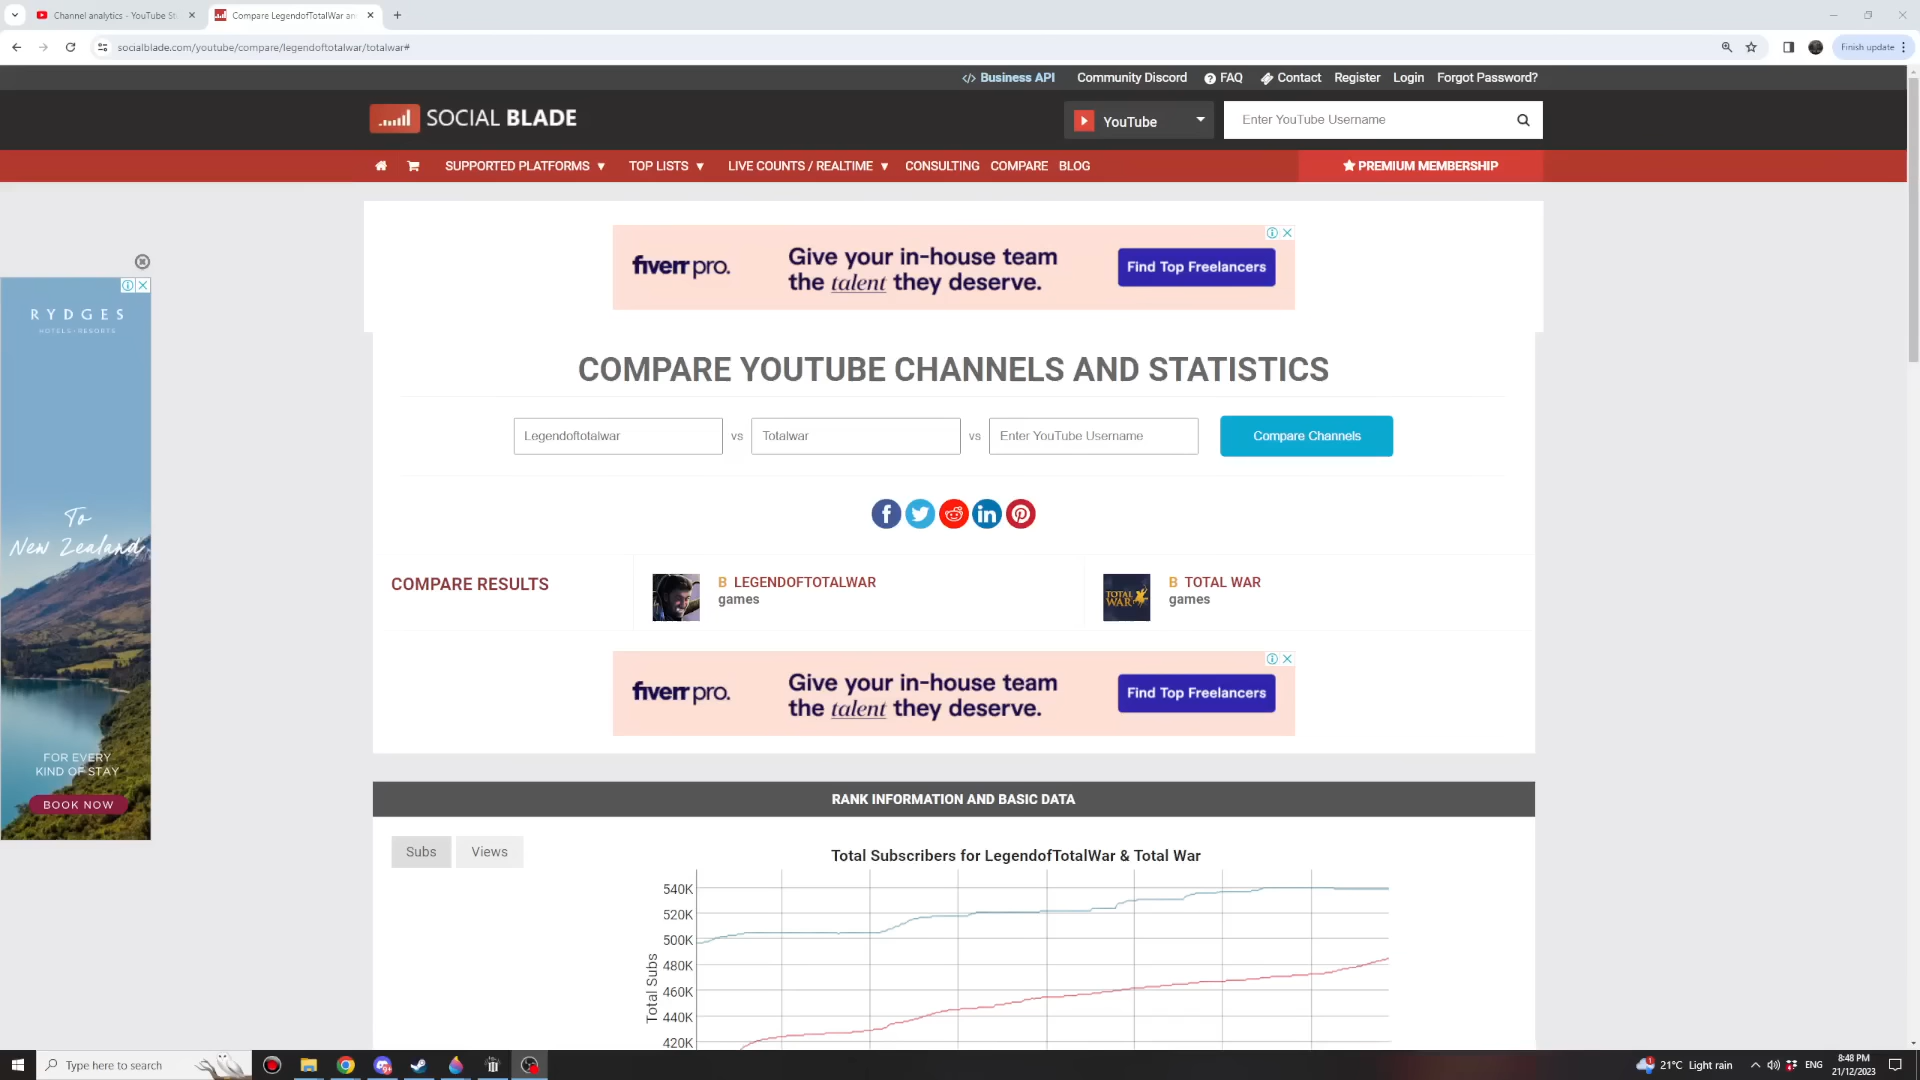 Channel analytics - YouTube St
Compare LegendofTotalWar an
socialblade.com/youtube/compare/legendoftotalwar/totalwar#
Finish update
Business API
Community Discord
FAQ
Contact
Register
Login
Forgot Password?
SOCIAL BLADE
YouTube
Enter YouTube Username
SUPPORTED PLATFORMS
TOP LISTS
LIVE COUNTS / REALTIME
CONSULTING
COMPARE
BLOG
PREMIUM MEMBERSHIP
fiverr pro.
Give your in-house team
the talent they deserve.
Find Top Freelancers
RYDGES
HOTELS + RESORTS
To
New Zealand
FOR EVERY
KIND OF STAY
BOOK NOW
COMPARE YOUTUBE CHANNELS AND STATISTICS
Legendoftotalwar
vs
Totalwar
vs
Enter YouTube Username
Compare Channels
COMPARE RESULTS
B LEGENDOFTOTALWAR
games
TOTAL
WAR
B TOTAL WAR
games
fiverr pro.
Give your in-house team
the talent they deserve.
Find Top Freelancers
RANK INFORMATION AND BASIC DATA
Subs
Views
Total Subscribers for LegendofTotalWar & Total War
Total Subs
540K
520K
500K
480K
460K
440K
420K
Type here to search
21°C Light rain
ENG
8:48 PM
21/12/2023